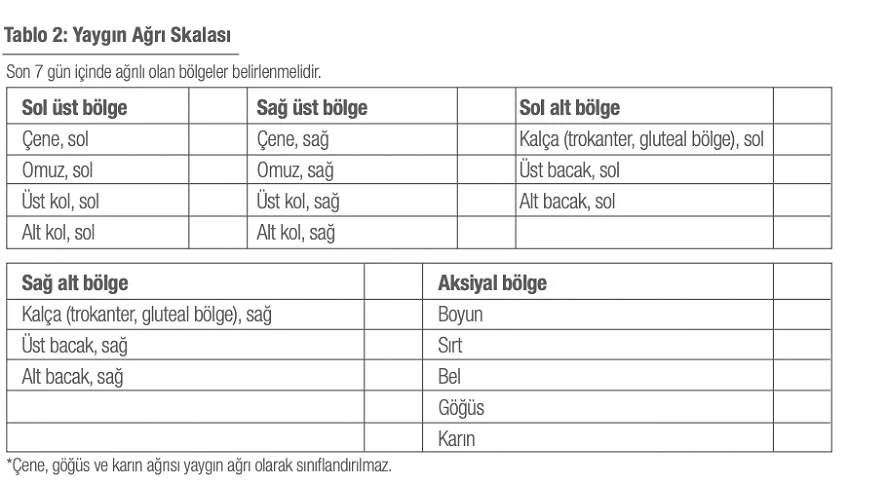 Tablo 2: Yaygın Ağrı Skalası
Son 7 gün içinde ağrılı olan bölgeler belirlenmelidir.
Sol üst bölge Sağ üst bölge Sol alt bölge
Çene, sol Çene, sağ Kalça (trokanter, gluteal bölge), sol
Omuz, sol Omuz, sağ Üst bacak, sol
Üst kol, sol Üst kol, sağ Alt bacak, sol
Alt kol, sol Alt kol, sağ
Sağ alt bölge Aksiyal bölge
Kalça (trokanter, gluteal bölge), sağ Boyun
Üst bacak, sağ Sırt
Alt bacak, sağ Bel
Göğüs
Karın
*Çene, göğüs ve karın ağrısı yaygın ağrı olarak sınıflandırılmaz.